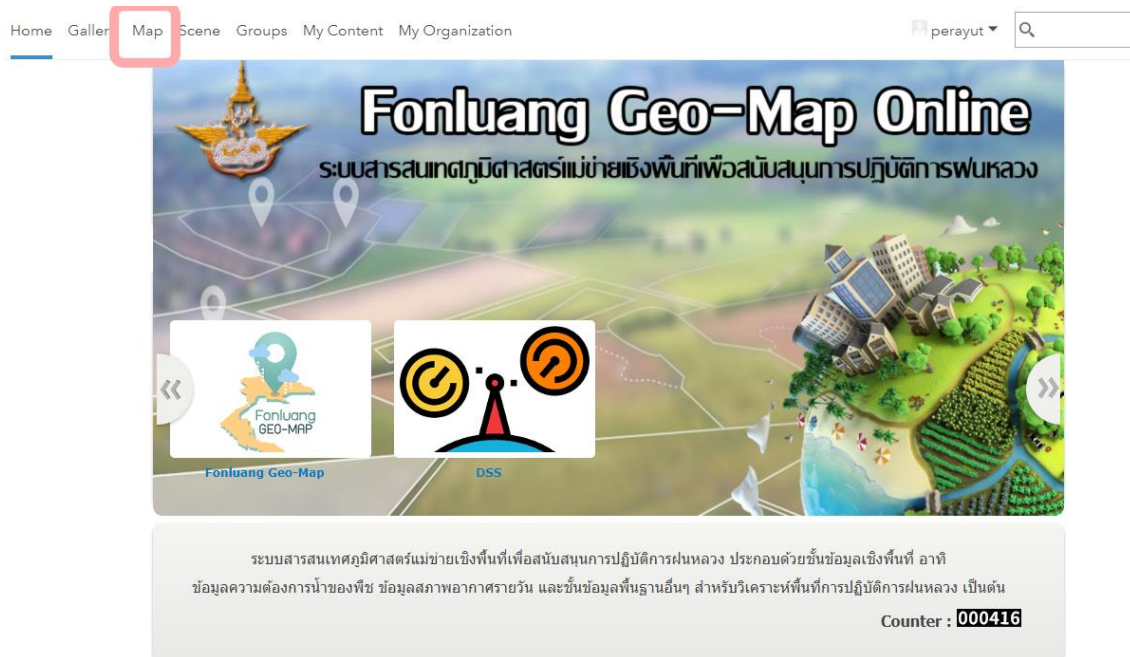 Home Galler Map Scene Groups My Content My Organization perayut
Fonluang Geo-Map Online
ระบบสารสนเทศภูมิศาสตร์แม่ข่ายเชิงพื้นที่เพื่อสนับสนุนการปฏิบัติการฝนหลวง
Fonluang
GEO-MAP
Fonluang Geo-Map DSS
ระบบสารสนเทศภูมิศาสตร์แม่ข่ายเชิงพื้นที่เพื่อสนับสนุนการปฏิบัติการฝนหลวง ประกอบด้วยชั้นข้อมูลเชิงพื้นที่ อาทิ
ข้อมูลความต้องการน้ำของพืช ข้อมูลสภาพอากาศรายวัน และชั้นข้อมูลพื้นฐานอื่นๆ สำหรับวิเคราะห์พื้นที่การปฏิบัติการฝนหลวง เป็นต้น
Counter : 000416